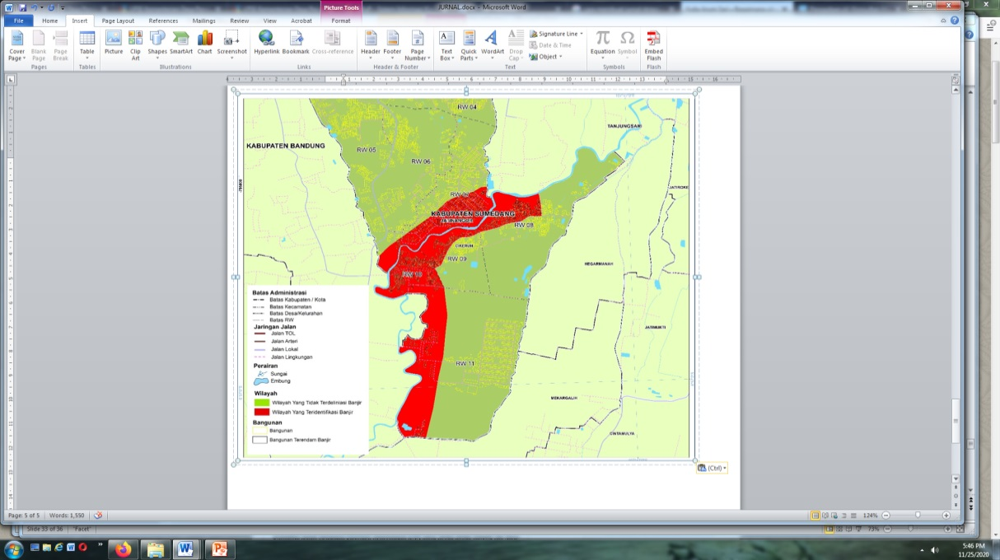 Picture Tools
JURNAL.docx - Microsoft Word
File Home Insert Page Layout References Mailings Review View Acrobat Format
Cover Page Blank Page Page Break Table Picture Clip Art Shapes SmartArt Chart Screenshot Hyperlink Bookmark Cross-reference Header Footer Page Number Text Box Quick Parts WordArt Drop Cap Signature Line Date & Time Object Equation Symbol Embed Flash
Pages Tables Illustrations Links Header & Footer Text Symbols Flash
RW 04
TANJUNGSARI
KABUPATEN BANDUNG
RW 05
RW 06
JATIROKE
KABUPATEN SUMEDANG
RW 08
CIKERUH
RW 09
HEGARMANAH
RW 10
Batas Administrasi
Batas Kabupaten / Kota
Batas Kecamatan
Batas Desa/Kelurahan
Batas RW
Jaringan Jalan
Jalan TOL
Jalan Arteri
Jalan Lokal
Jalan Lingkungan
JATIMUKTI
RW 11
Perairan
Sungai
Embung
Wilayah
Wilayah Yang Tidak Terdeliniasi Banjir
Wilayah Yang Teridentifikasi Banjir
MEKARGALIH
Bangunan
Bangunan
Bangunan Terendam Banjir
CINTAMULYA
(Ctrl)
Page: 5 of 5 Words: 1,550 124%
Slide 33 of 36 "Facet" 73%
5:46 PM
11/25/2020